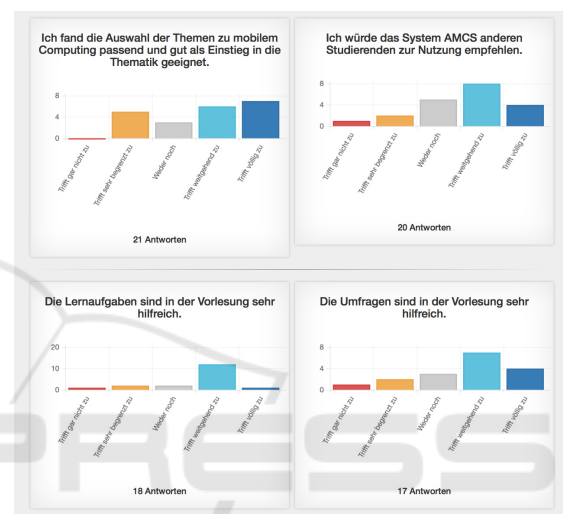 Ich fand die Auswahl der Themen zu mobilem
Computing passend und gut als Einstieg in die
Thematik geeignet.
8
4
0
Trifft gar nicht zu
Trifft sehr begrenzt zu
Weder noch
Trifft weitgehend zu
Trifft völlig zu
21 Antworten
Ich würde das System AMCS anderen
Studierenden zur Nutzung empfehlen.
8
4
0
Trifft gar nicht zu
Trifft sehr begrenzt zu
Weder noch
Trifft weitgehend zu
Trifft völlig zu
20 Antworten
Die Lernaufgaben sind in der Vorlesung sehr
hilfreich.
20
10
0
Trifft gar nicht zu
Trifft sehr begrenzt zu
Weder noch
Trifft weitgehend zu
Trifft völlig zu
18 Antworten
Die Umfragen sind in der Vorlesung sehr
hilfreich.
8
4
0
Trifft gar nicht zu
Trifft sehr begrenzt zu
Weder noch
Trifft weitgehend zu
Trifft völlig zu
17 Antworten
PRESS